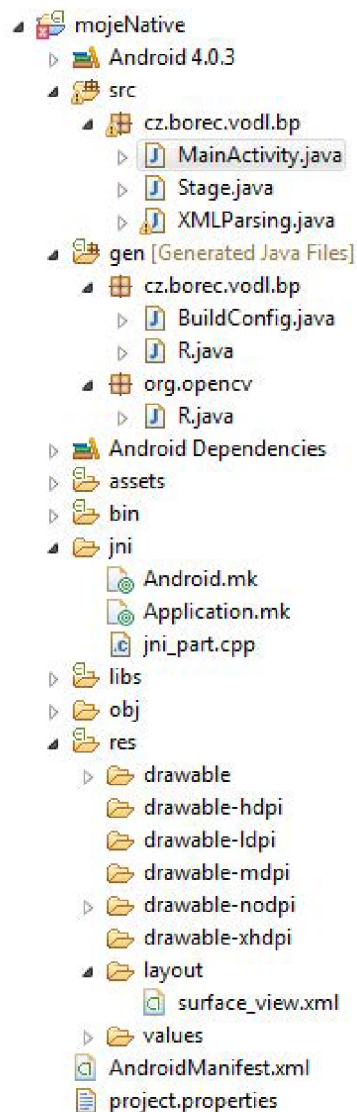 mojeNative
Android 4.0.3
src
cz.borec.vodl.bp
MainActivity.java
Stage.java
XMLParsing.java
gen [Generated Java Files]
cz.borec.vodl.bp
BuildConfig.java
R.java
org.opencv
R.java
Android Dependencies
assets
bin
jni
Android.mk
Application.mk
jni_part.cpp
libs
obj
res
drawable
drawable-hdpi
drawable-ldpi
drawable-mdpi
drawable-nodpi
drawable-xhdpi
layout
surface_view.xml
values
AndroidManifest.xml
project.properties